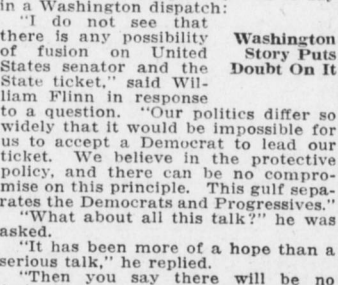 in a Washington dispatch:
"I do not see that
there is any possibility
of fusion on United
States senator and the
State ticket," said Wil-
liam Flinn in response
Washington
Story Puts
Doubt On It
to a question. "Our politics differ so
widely that it would be impossible for
us to accept a Democrat to lead our
ticket. We believe in the protective
policy, and there can be no compro-
mise on this principle. This gulf sepa-
rates the Democrats and Progressives."
"What about all this talk?" he was
asked.
"It has been more of a hope than a
serious talk," he replied.
"Then you say there will be no